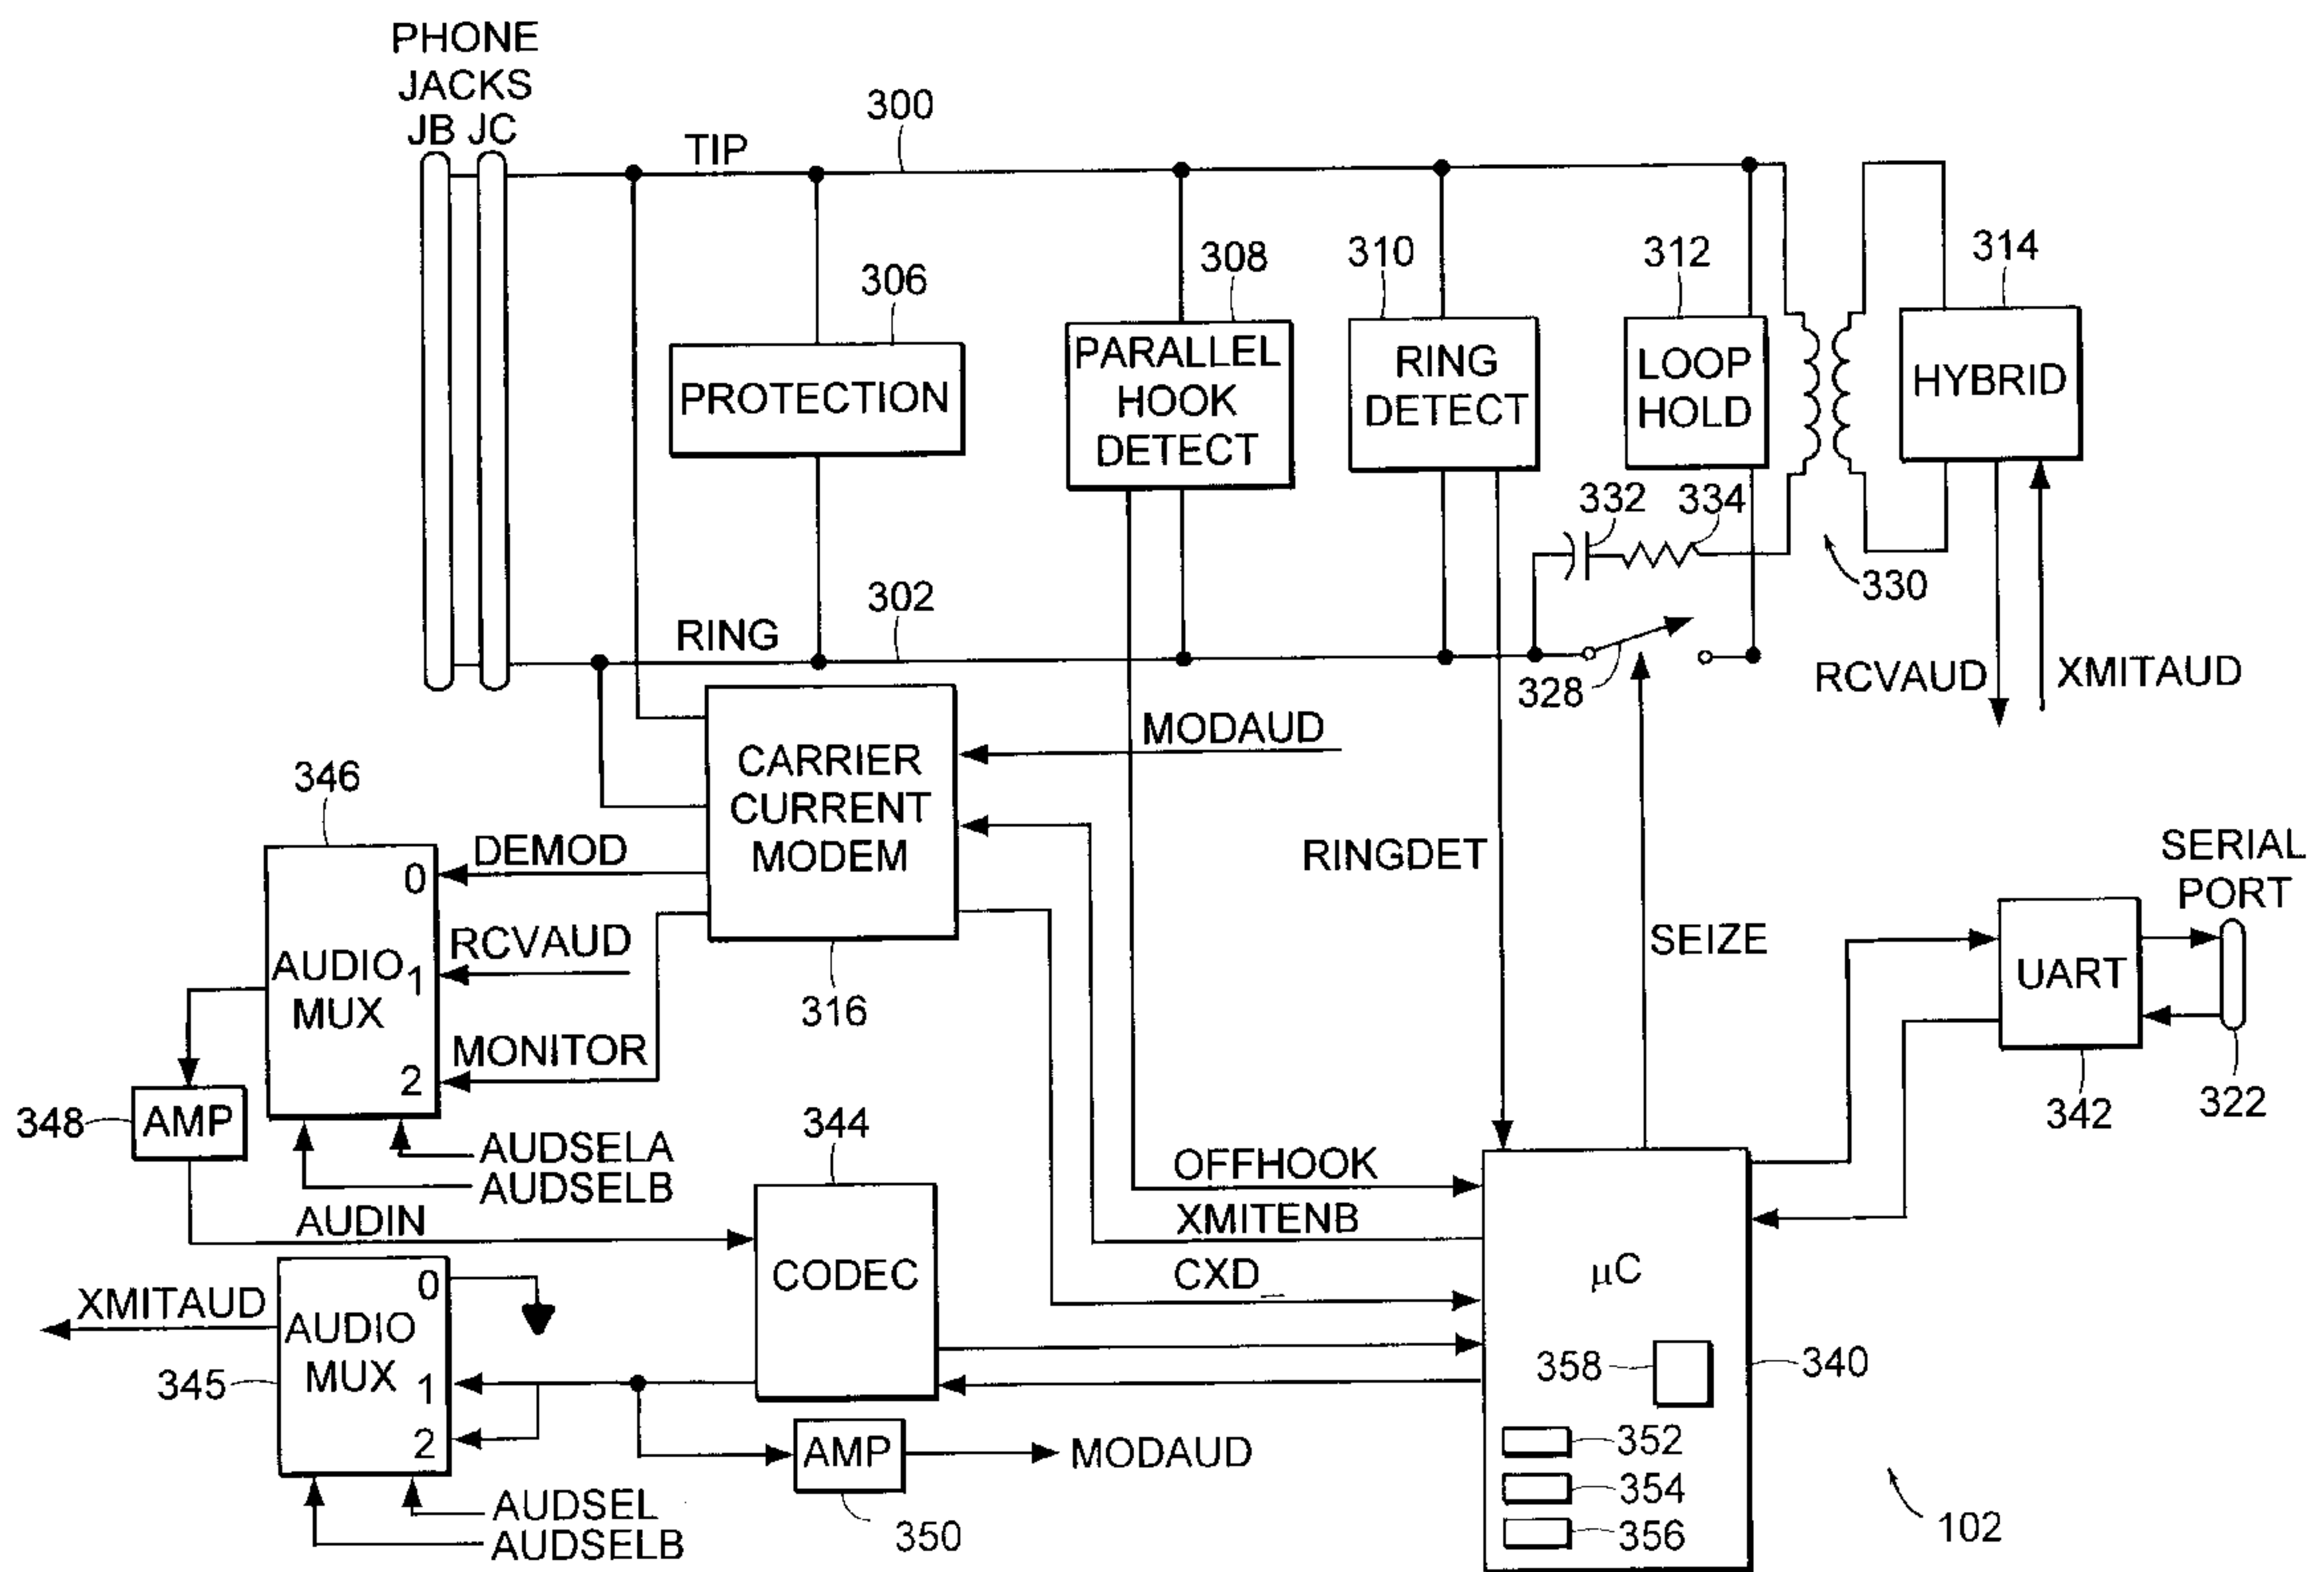 PHONE
JACKS
JB JC
TIP
300
306
308
310
312
314
PROTECTION
PARALLEL
HOOK
DETECT
RING
DETECT
LOOP
HOLD
HYBRID
332
334
330
RING
302
328
RCVAUD
XMITAUD
MODAUD
CARRIER
CURRENT
MODEM
316
346
DEMOD
0
RCVAUD
AUDIO
MUX
1
MONITOR
2
RINGDET
SEIZE
SERIAL
PORT
UART
342
322
348
AMP
AUDSELA
AUDSELB
344
AUDIN
CODEC
OFFHOOK
XMITENB
CXD
µC
XMITAUD
0
AUDIO
MUX
1
2
345
AUDSEL
AUDSELB
AMP
MODAUD
350
358
340
352
354
356
102